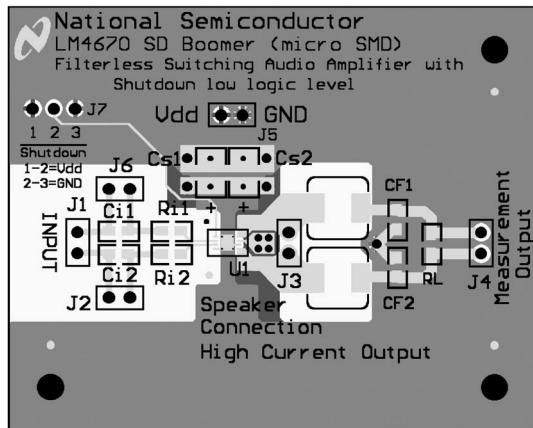 National Semiconductor
LM4670 SD Boomer (micro SMD)
Filterless Switching Audio Amplifier with
Shutdown low logic level
J7
1 2 3
Shutdown
1-2=Vdd
2-3=GND
Vdd GND
J5
Cs1 Cs2
J6
+ +
J1
Ci1
Ri1
CF1
INPUT
U1
J3
RL
J4
Measurement
Output
Ci2
Ri2
CF2
J2
Speaker
Connection
High Current Output